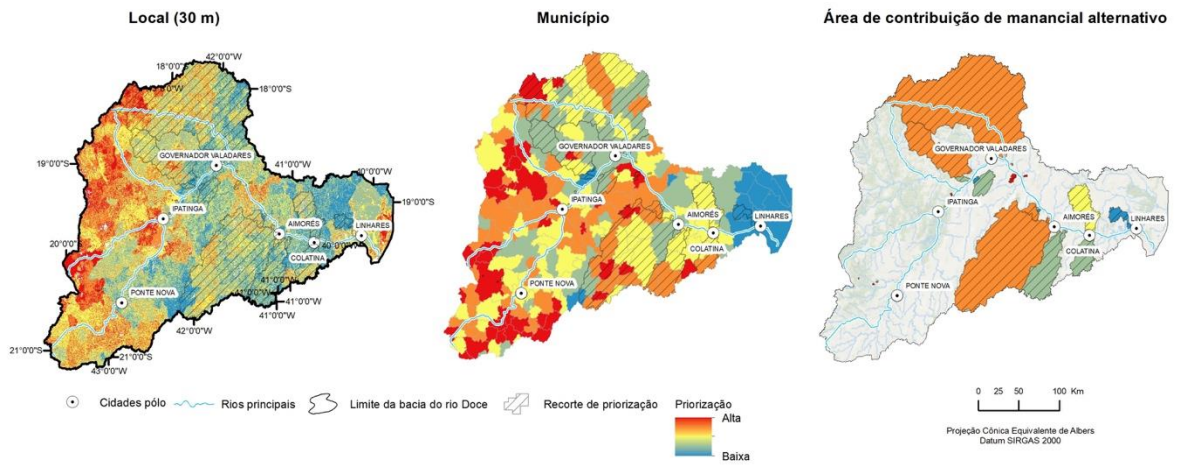 Local (30 m)
Município
Área de contribuição de manancial alternativo
42°0'0"W
18°0'0"S
18°0'0"S
19°0'0"S
41°0'0"W
40°0'0"W
19°0'0"S
20°0'0"S
40°0'0"W
41°0'0"W
41°0'0"W
42°0'0"W
21°0'0"S
21°0'0"S
43°0'0"W
GOVERNADOR VALADARES
IPATINGA
AIMORÉS
LINHARES
COLATINA
PONTE NOVA
GOVERNADOR VALADARES
IPATINGA
AIMORÉS
LINHARES
COLATINA
PONTE NOVA
GOVERNADOR VALADARES
IPATINGA
AIMORÉS
LINHARES
COLATINA
PONTE NOVA
Cidades pólo
Rios principais
Limite da bacia do rio Doce
Recorte de priorização
Priorização
Alta
Baixa
0 25 50 100 Km
Projeção Cônica Equivalente de Albers
Datum SIRGAS 2000